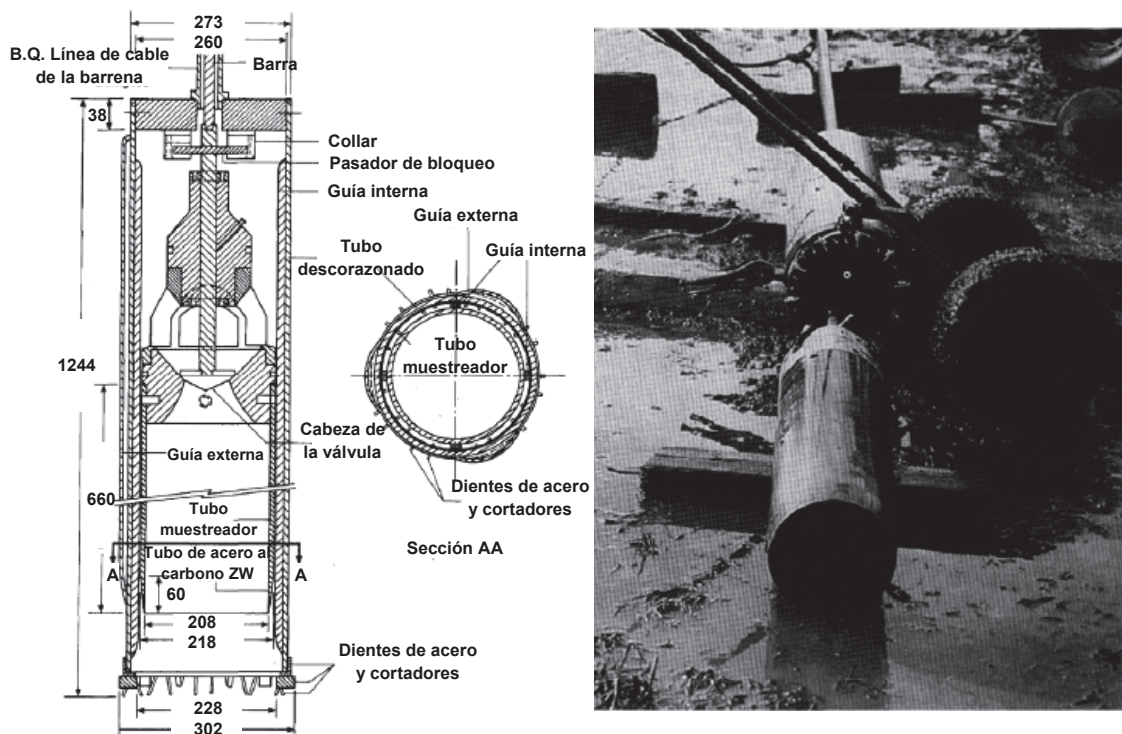 273
260
B.Q. Línea de cable
de la barrena
Barra
38
Collar
Pasador de bloqueo
Guía interna
Guía externa
Guía interna
Tubo
descorazonado
Tubo
muestreador
1244
Cabeza de
la válvula
Guía externa
Dientes de acero
y cortadores
660
Tubo
muestreador
Sección AA
Tubo de acero al
carbono ZW
A
A
60
208
218
Dientes de acero
y cortadores
228
302